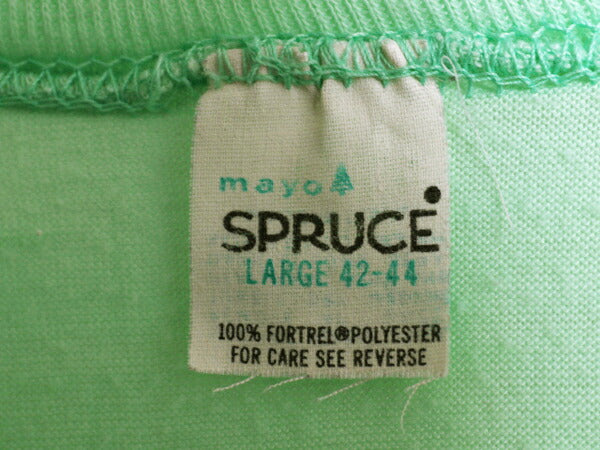 mayo
SPRUCE
LARGE 42-44
100% FORTREL®POLYESTER
FOR CARE SEE REVERSE